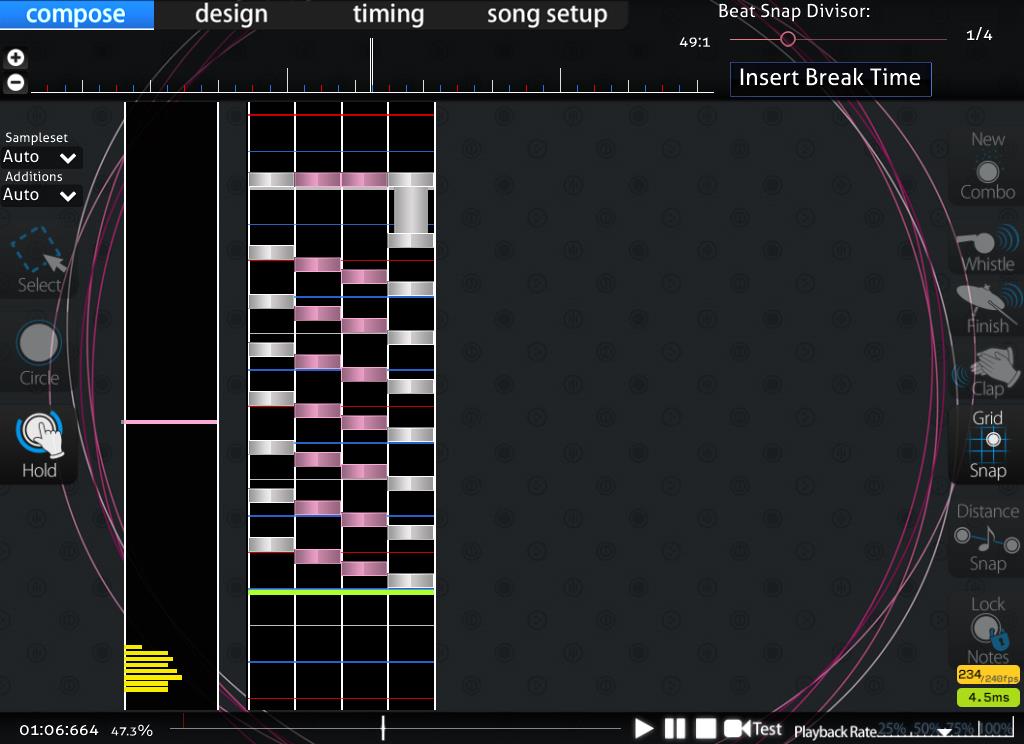 compose design timing song setup
Beat Snap Divisor:
49:1 1/4
Insert Break Time
Sampleset
Auto
Additions
Auto
New
Combo
Select
Whistle
Finish
Circle
Clap
Hold
Grid
Snap
Distance
Snap
Lock
Notes
234/240fps
4.5ms
01:06:664 47.3% Test Playback Rate 25% 50% 75% 100%